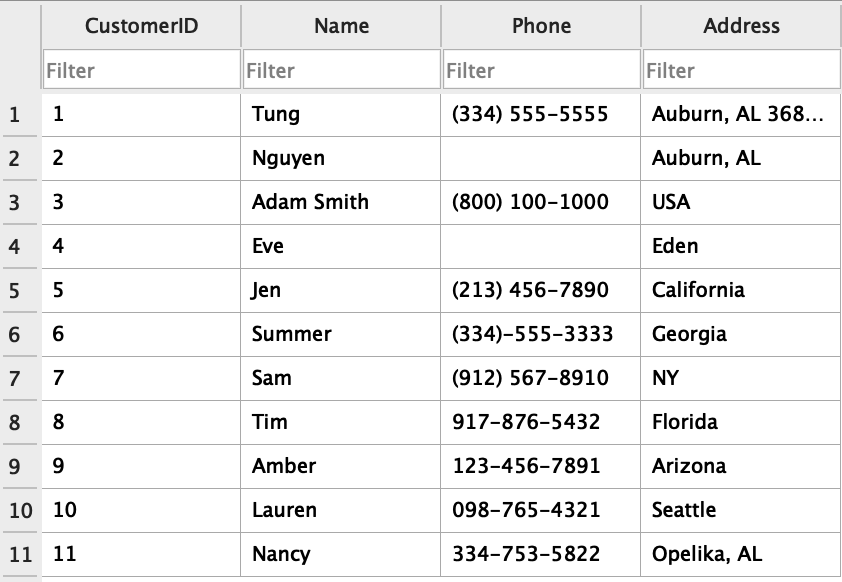 CustomerID Name Phone Address
Filter Filter Filter Filter
1 1 Tung (334) 555-5555 Auburn, AL 368...
2 2 Nguyen Auburn, AL
3 3 Adam Smith (800) 100-1000 USA
4 4 Eve Eden
5 5 Jen (213) 456-7890 California
6 6 Summer (334)-555-3333 Georgia
7 7 Sam (912) 567-8910 NY
8 8 Tim 917-876-5432 Florida
9 9 Amber 123-456-7891 Arizona
10 10 Lauren 098-765-4321 Seattle
11 11 Nancy 334-753-5822 Opelika, AL